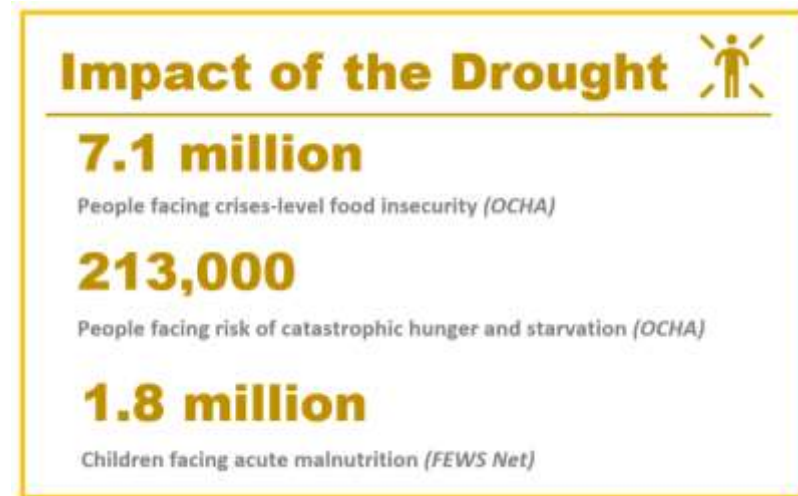 Impact of the Drought
7.1 million
People facing crises-level food insecurity (OCHA)
213,000
People facing risk of catastrophic hunger and starvation (OCHA)
1.8 million
Children facing acute malnutrition (FEWS Net)